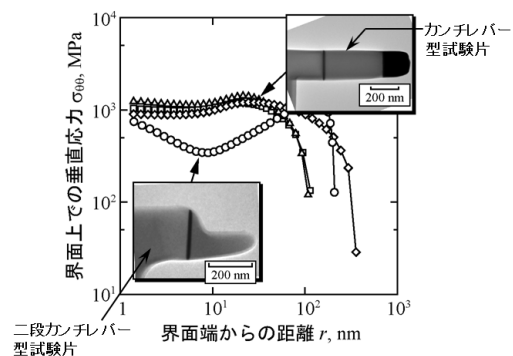 カンチレバー
型試験片
200 nm
界面上での垂直応力 σθθ, MPa
10⁴
10³
10²
10¹
200 nm
10¹
10²
10³
二段カンチレバー
型試験片
界面端からの距離 r, nm